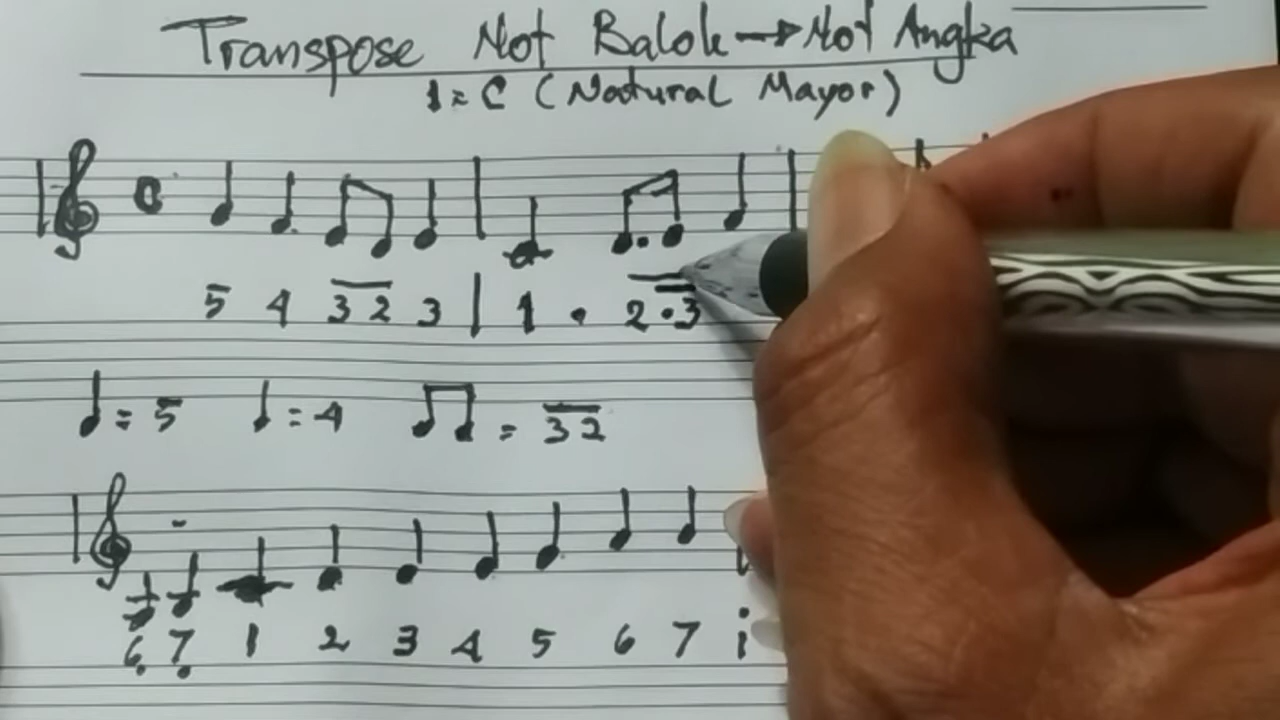 Transpose Not Balok → Not Angka
1 = C (Natural Mayor)
C
5 4 3 2 3 | 1 . 2 . 3
= 5 = 4 = 3 2
6 7 1 2 3 4 5 6 7 i